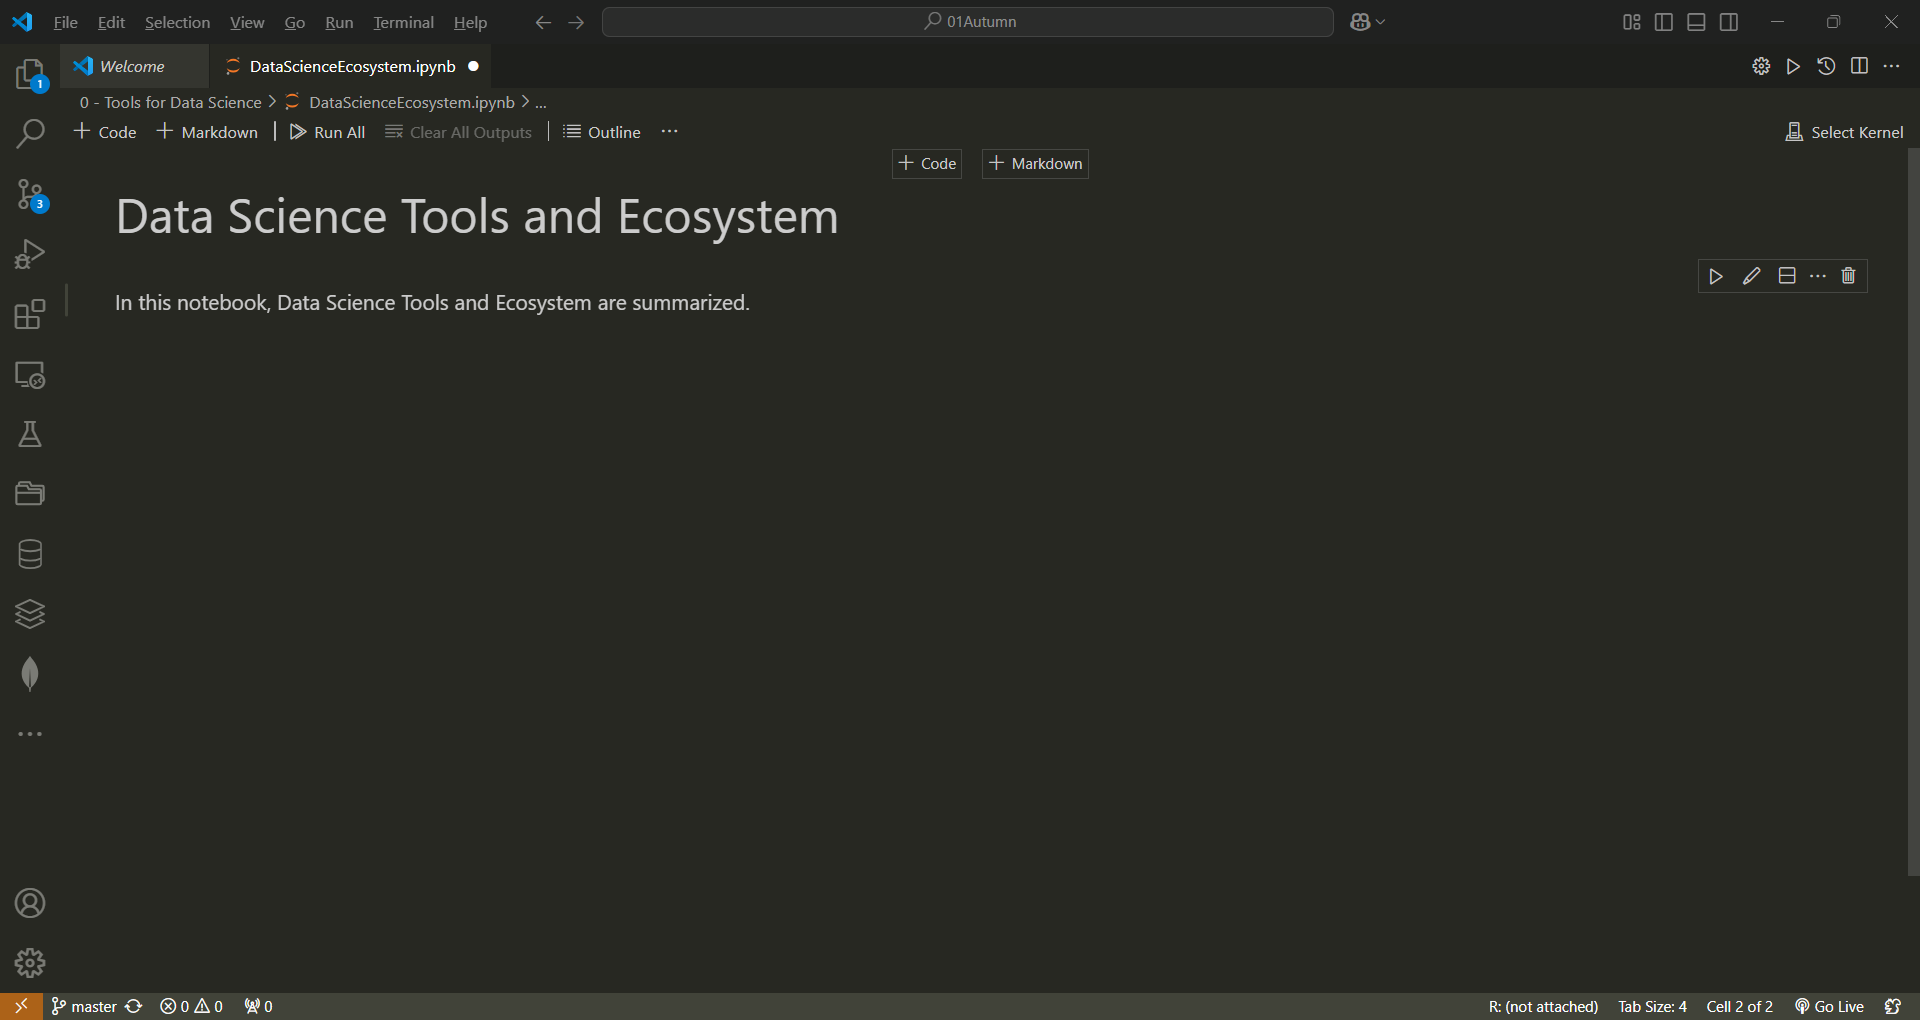 File Edit Selection View Go Run Terminal Help 01Autumn
1 Welcome DataScienceEcosystem.ipynb
0 - Tools for Data Science > DataScienceEcosystem.ipynb > ...
+ Code + Markdown | Run All Clear All Outputs | Outline ... Select Kernel
+ Code + Markdown
3
Data Science Tools and Ecosystem
In this notebook, Data Science Tools and Ecosystem are summarized.
master 0 0 0 R: (not attached) Tab Size: 4 Cell 2 of 2 Go Live